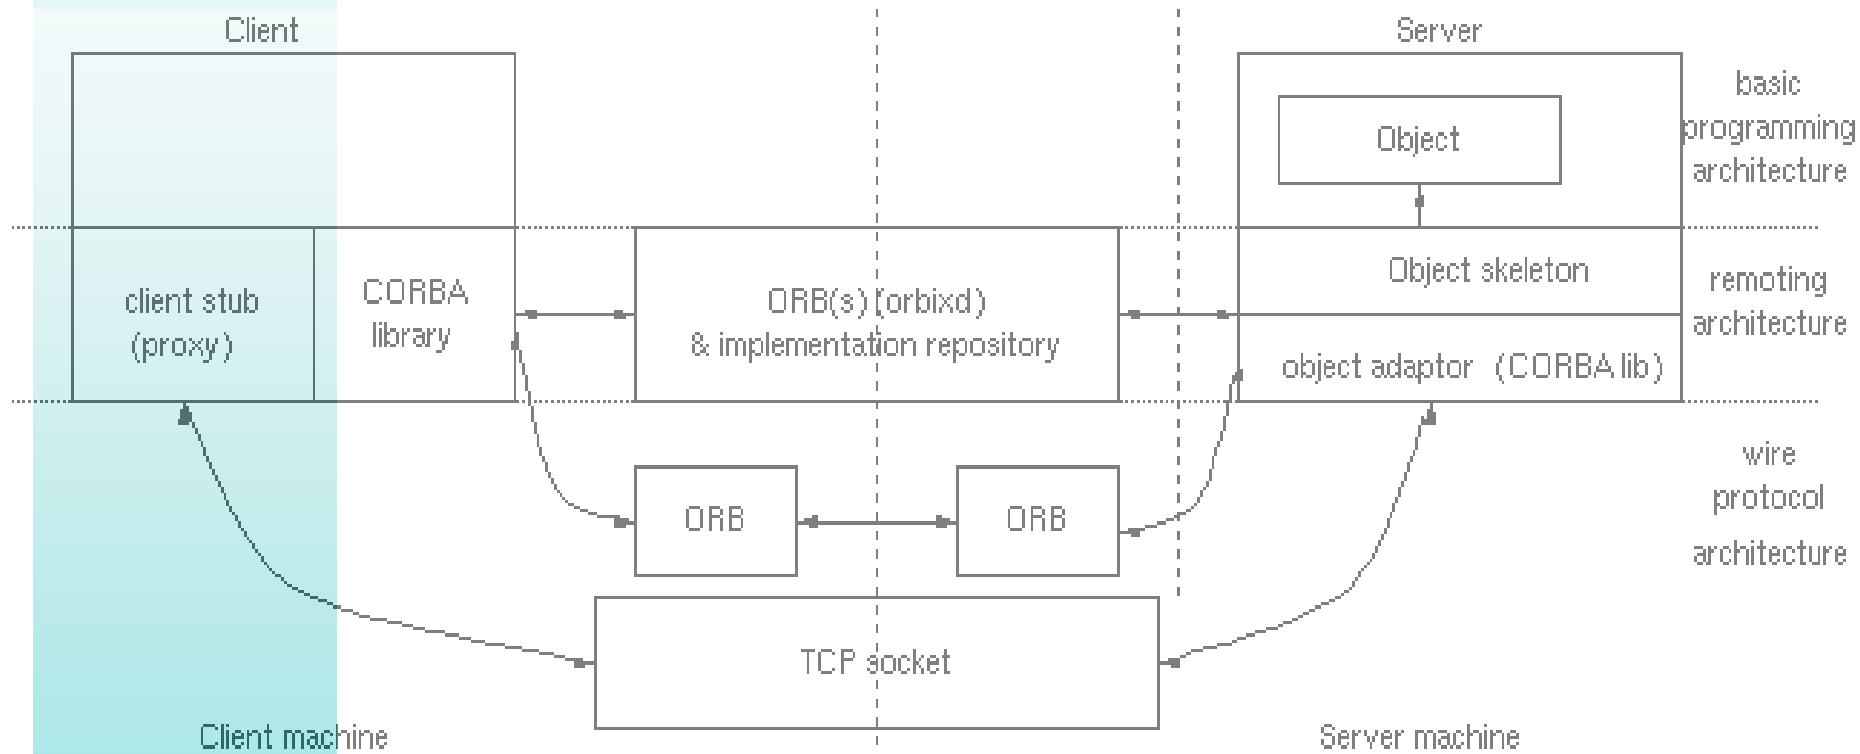 Client
Server
basic
programming
architecture
Object
client stub
(proxy)
CORBA
library
ORB(s) (orbixd)
& implementation repository
Object skeleton
object adaptor (CORBA lib)
remoting
architecture
ORB
ORB
wire
protocol
architecture
TCP socket
Client machine
Server machine